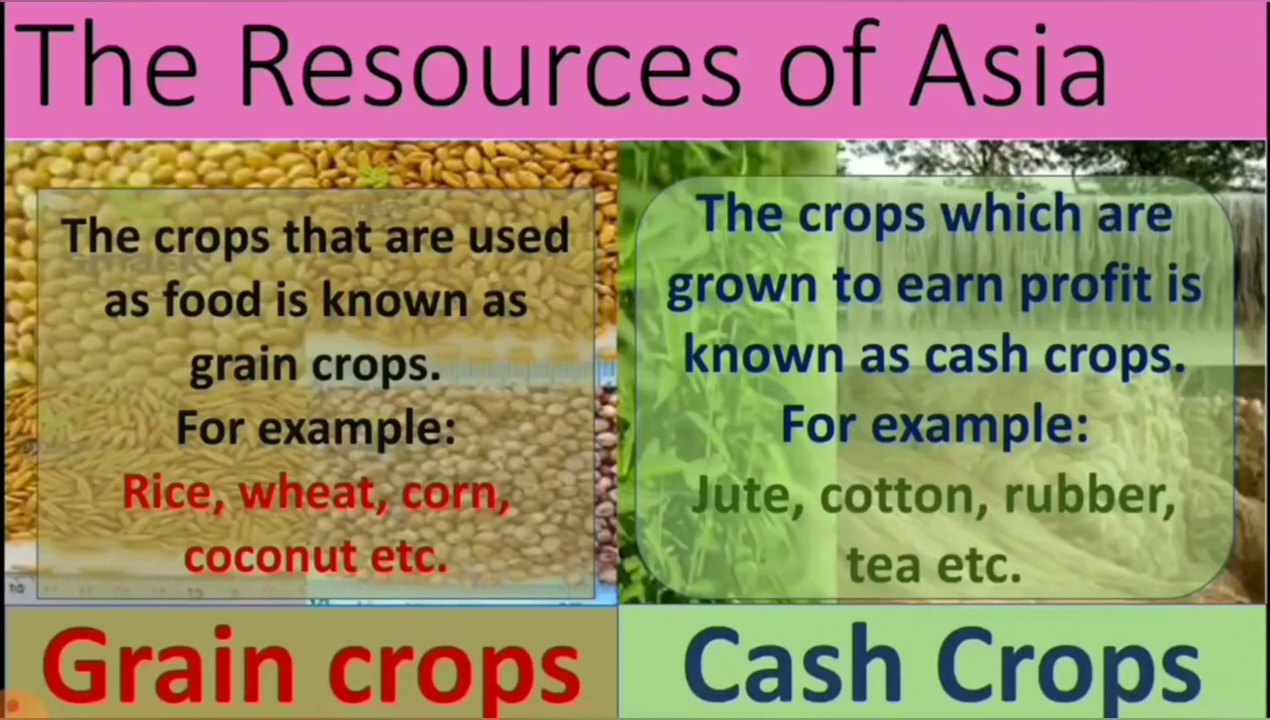 The Resources of Asia
The crops that are used
as food is known as
grain crops.
For example:
Rice, wheat, corn,
coconut etc.
Grain crops
The crops which are
grown to earn profit is
known as cash crops.
For example:
Jute, cotton, rubber,
tea etc.
Cash Crops